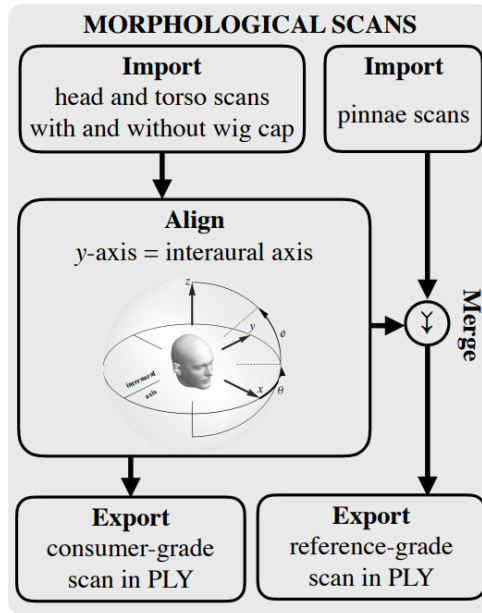 MORPHOLOGICAL SCANS
Import
head and torso scans
with and without wig cap
Import
pinnae scans
Align
y-axis = interaural axis
z
y
ø
interaural
axis
x
θ
Merge
Export
consumer-grade
scan in PLY
Export
reference-grade
scan in PLY